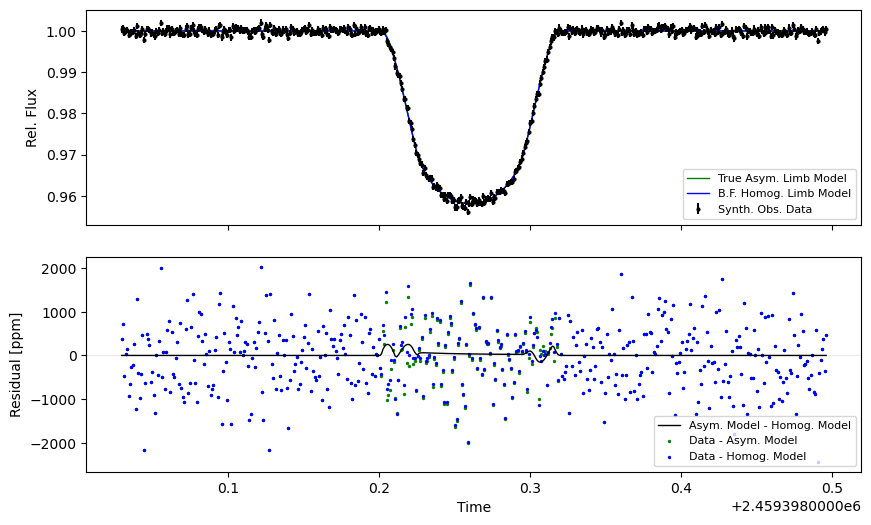 1.00
0.99
0.98
0.97
0.96
Rel. Flux
True Asym. Limb Model
B.F. Homog. Limb Model
Synth. Obs. Data
2000
1000
0
−1000
−2000
Residual [ppm]
Asym. Model - Homog. Model
Data - Asym. Model
Data - Homog. Model
0.1 0.2 0.3 0.4 0.5
Time
+2.4593980000e6